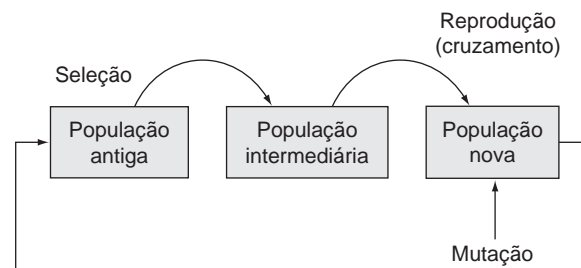 Reprodução
(cruzamento)
Seleção
População
antiga
População
intermediária
População
nova
Mutação